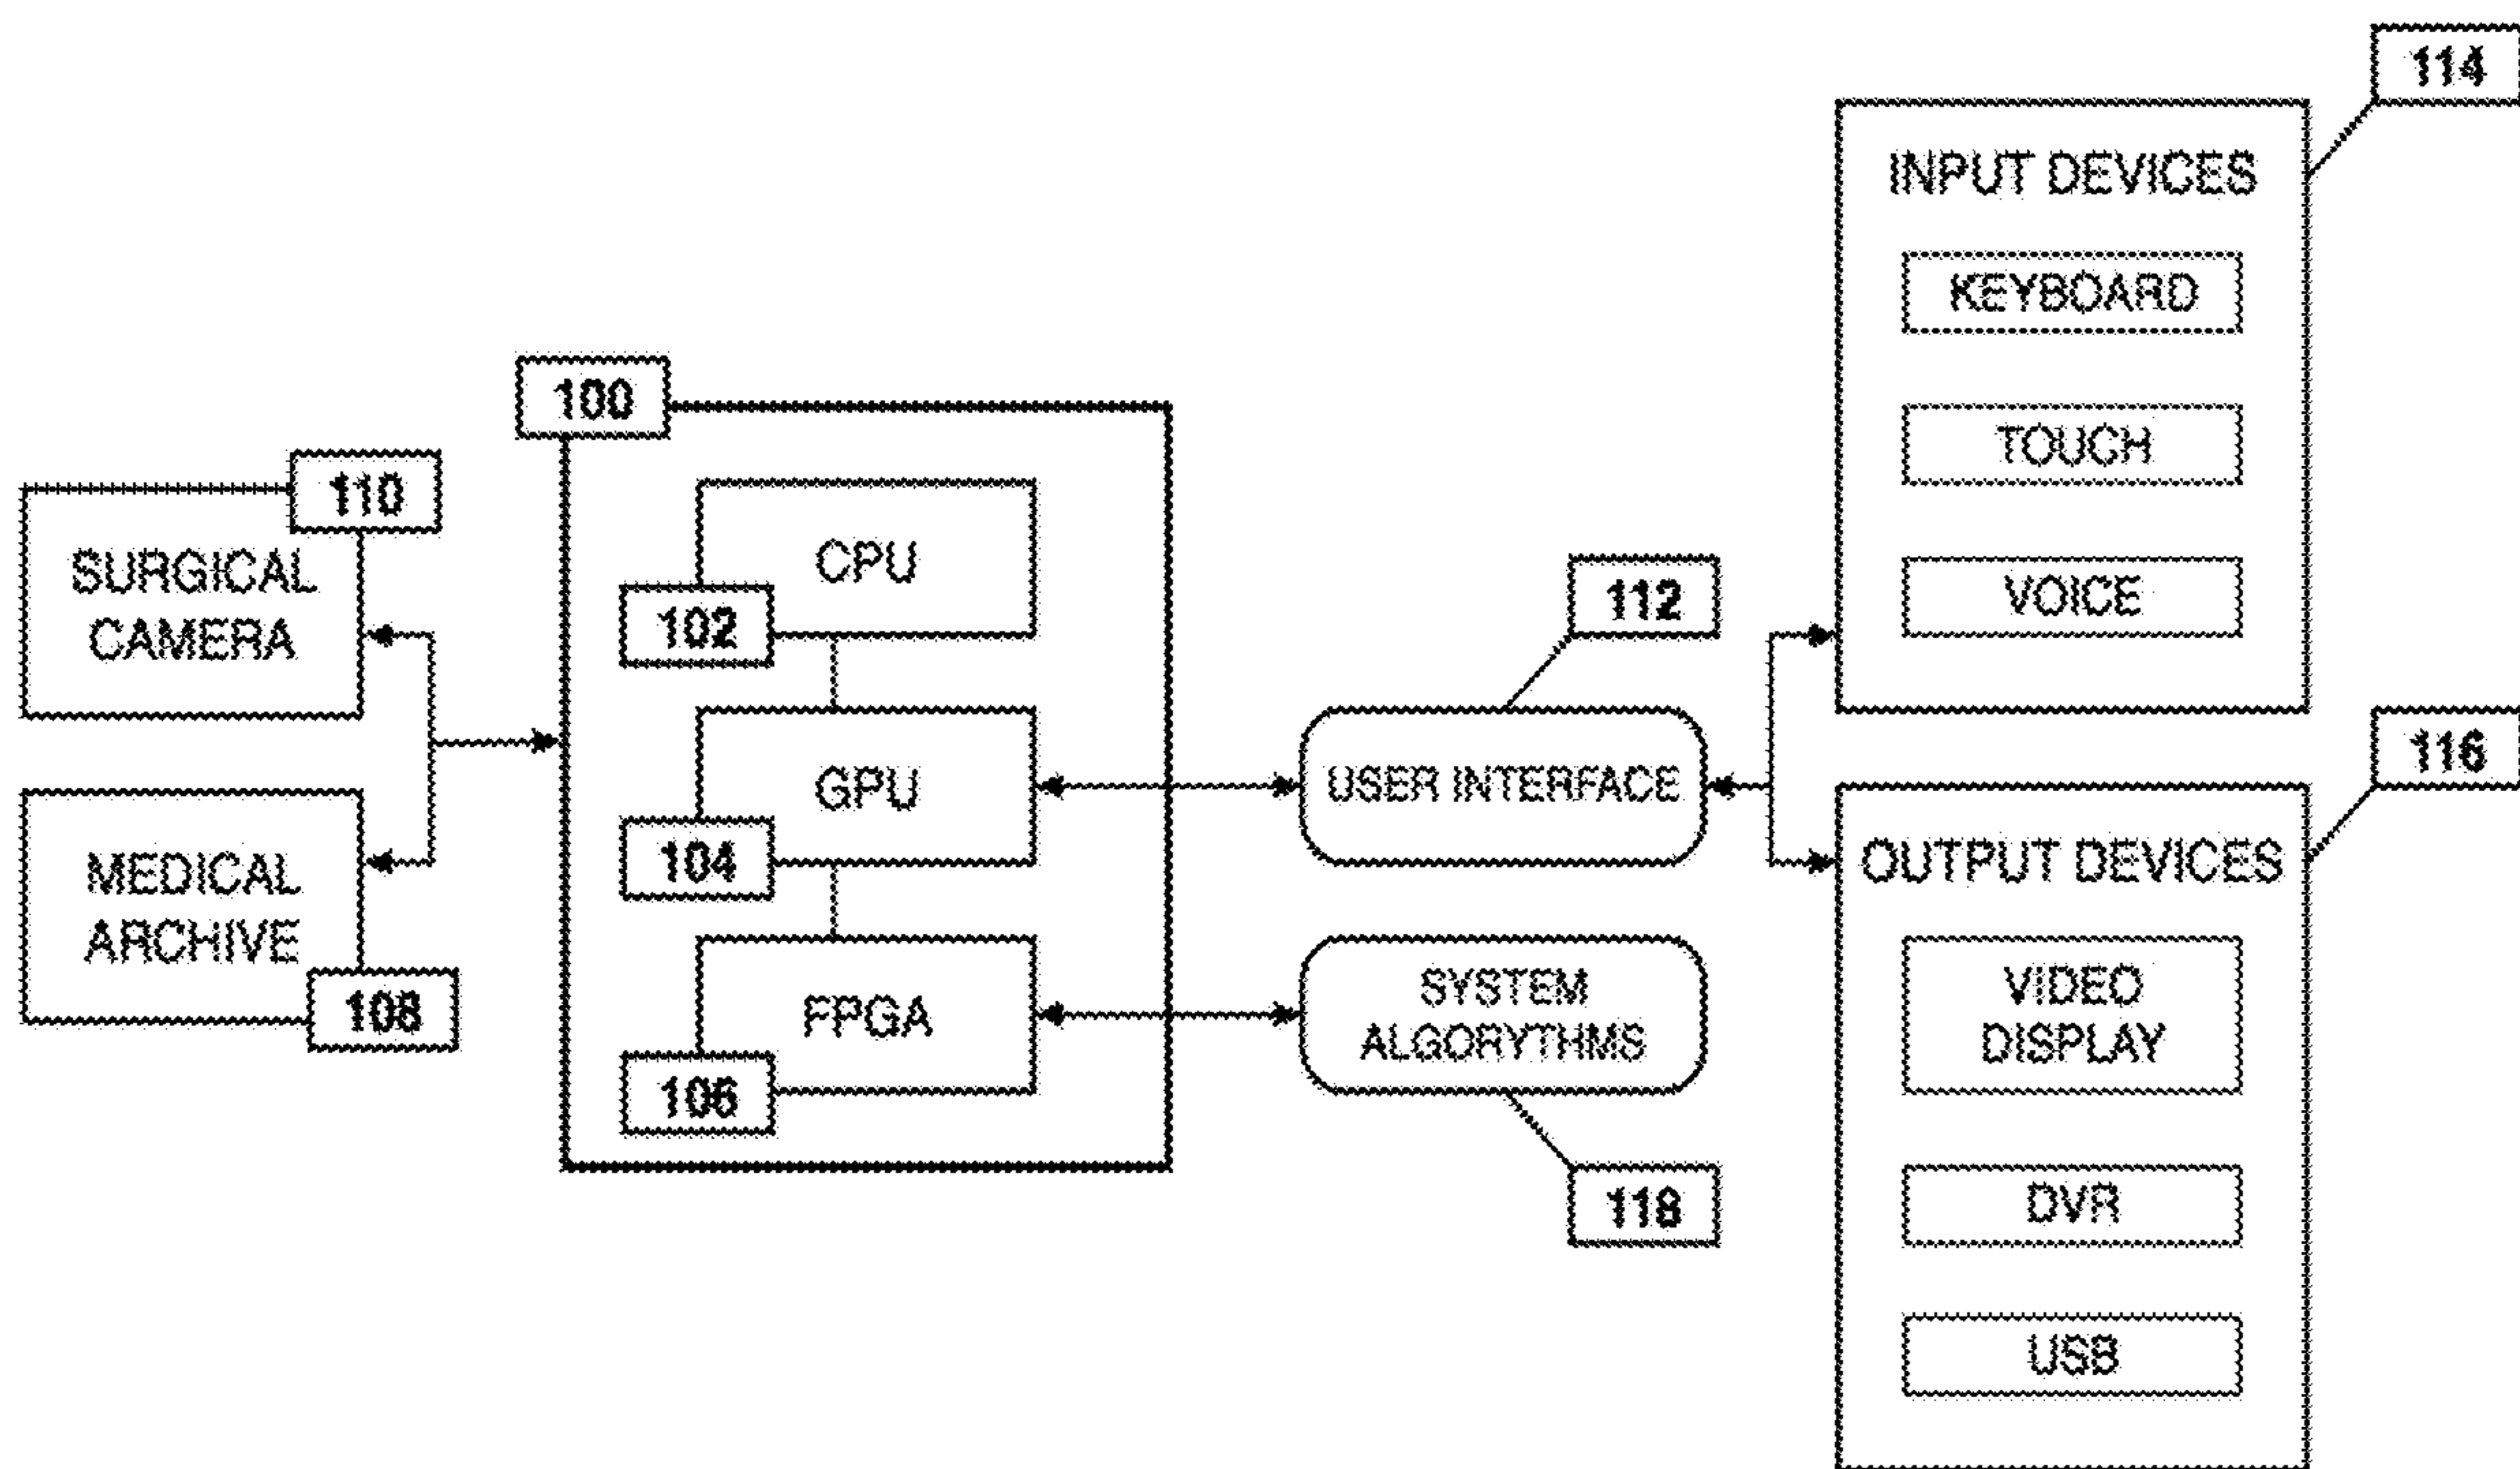 110
SURGICAL
CAMERA
MEDICAL
ARCHIVE
108
100
CPU
102
GPU
104
FPGA
106
112
USER INTERFACE
SYSTEM
ALGORYTHMS
118
114
INPUT DEVICES
KEYBOARD
TOUCH
VOICE
116
OUTPUT DEVICES
VIDEO
DISPLAY
DVR
USB